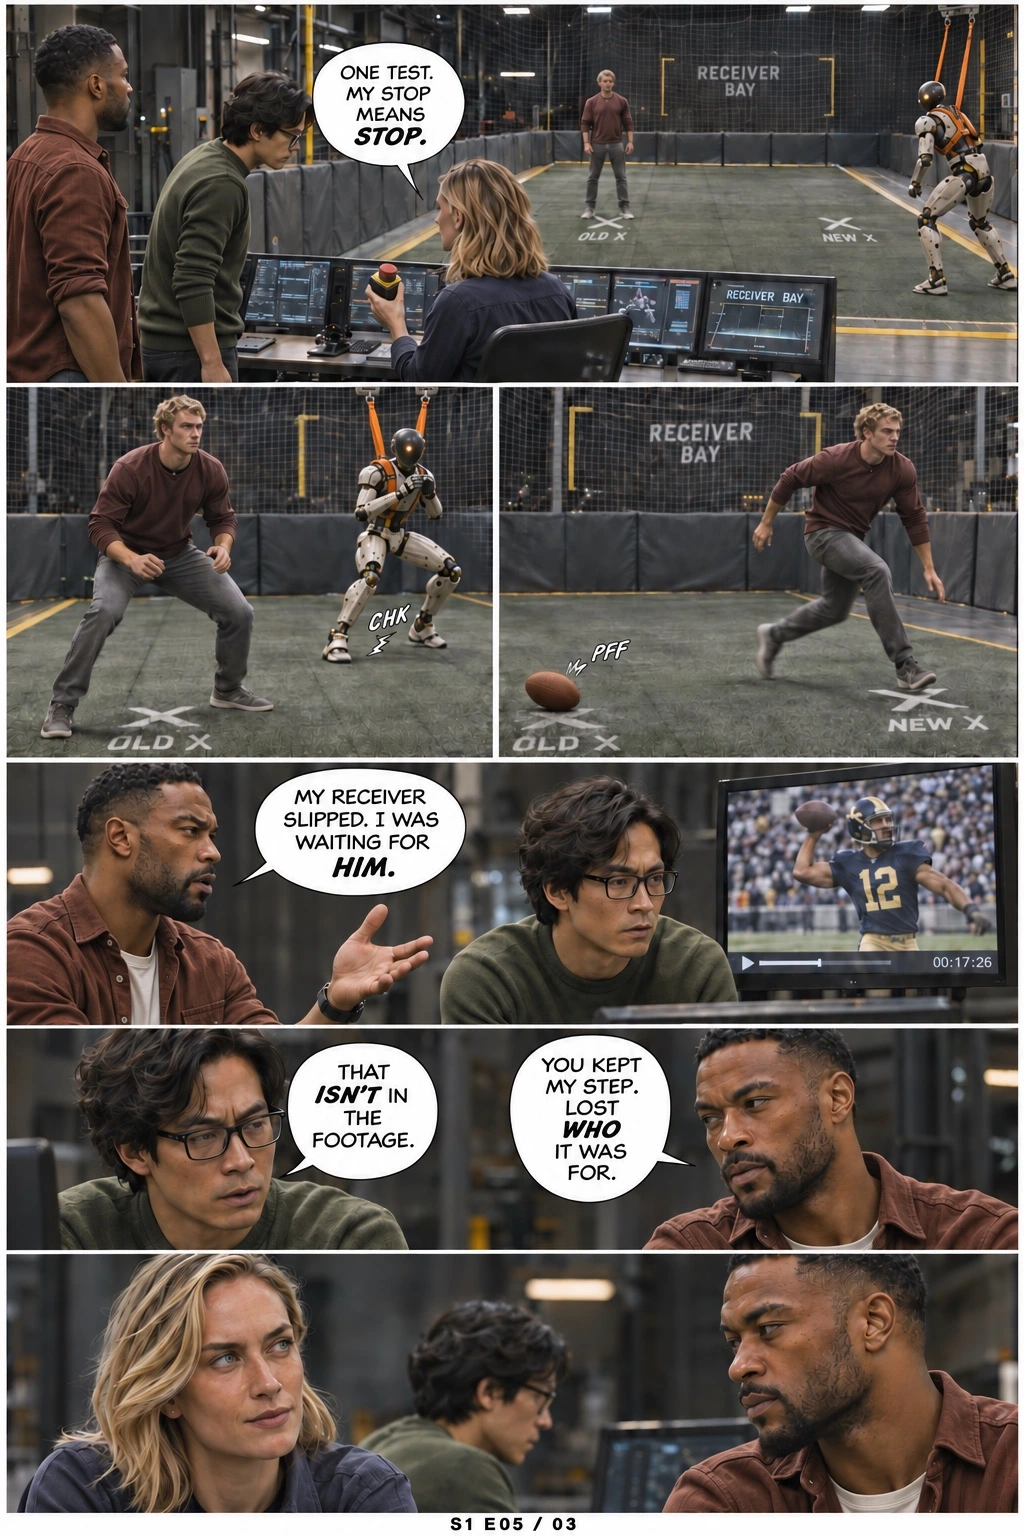 ONE TEST.
MY STOP
MEANS
STOP.
RECEIVER
BAY
OLD X
NEW X
RECEIVER BAY
CHK
OLD X
RECEIVER
BAY
PFF
OLD X
NEW X
MY RECEIVER
SLIPPED. I WAS
WAITING FOR
HIM.
12
00:17:26
THAT
ISN'T IN
THE
FOOTAGE.
YOU KEPT
MY STEP.
LOST
WHO
IT WAS
FOR.
S1 E05 / 03